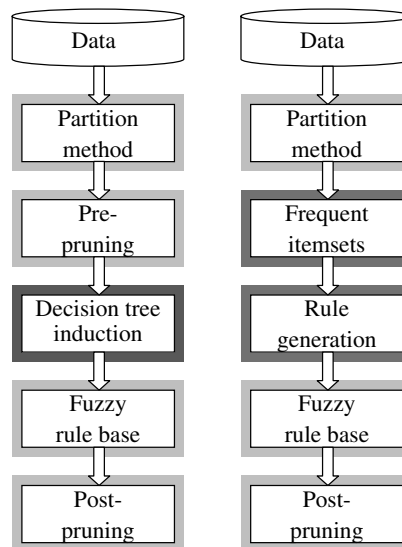 Data
Partition
method
Pre-
pruning
Decision tree
induction
Fuzzy
rule base
Post-
pruning
Data
Partition
method
Frequent
itemsets
Rule
generation
Fuzzy
rule base
Post-
pruning